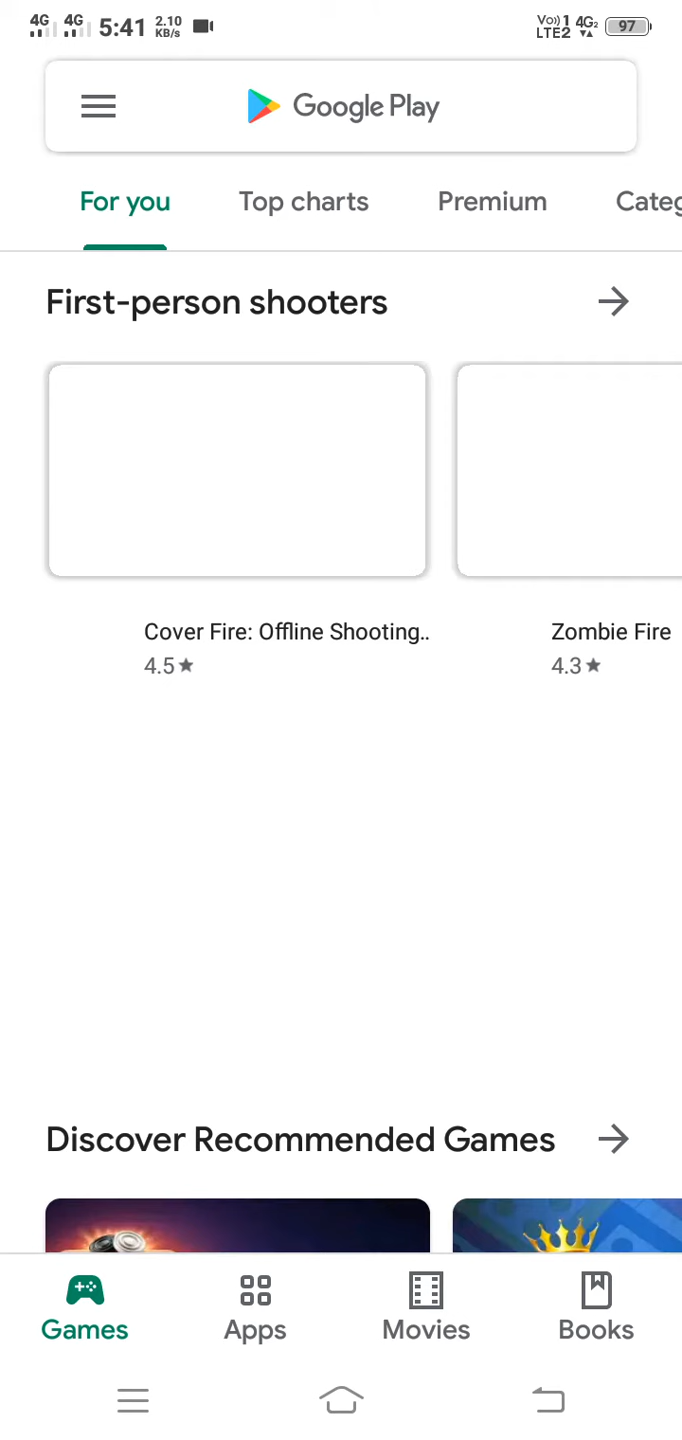 4G 4G 5:41 2.10 KB/s Vo)) 1 LTE2 4G2 97
Google Play
For you Top charts Premium Categ
First-person shooters
Cover Fire: Offline Shooting.. Zombie Fire
4.5★ 4.3★
Discover Recommended Games
Games Apps Movies Books